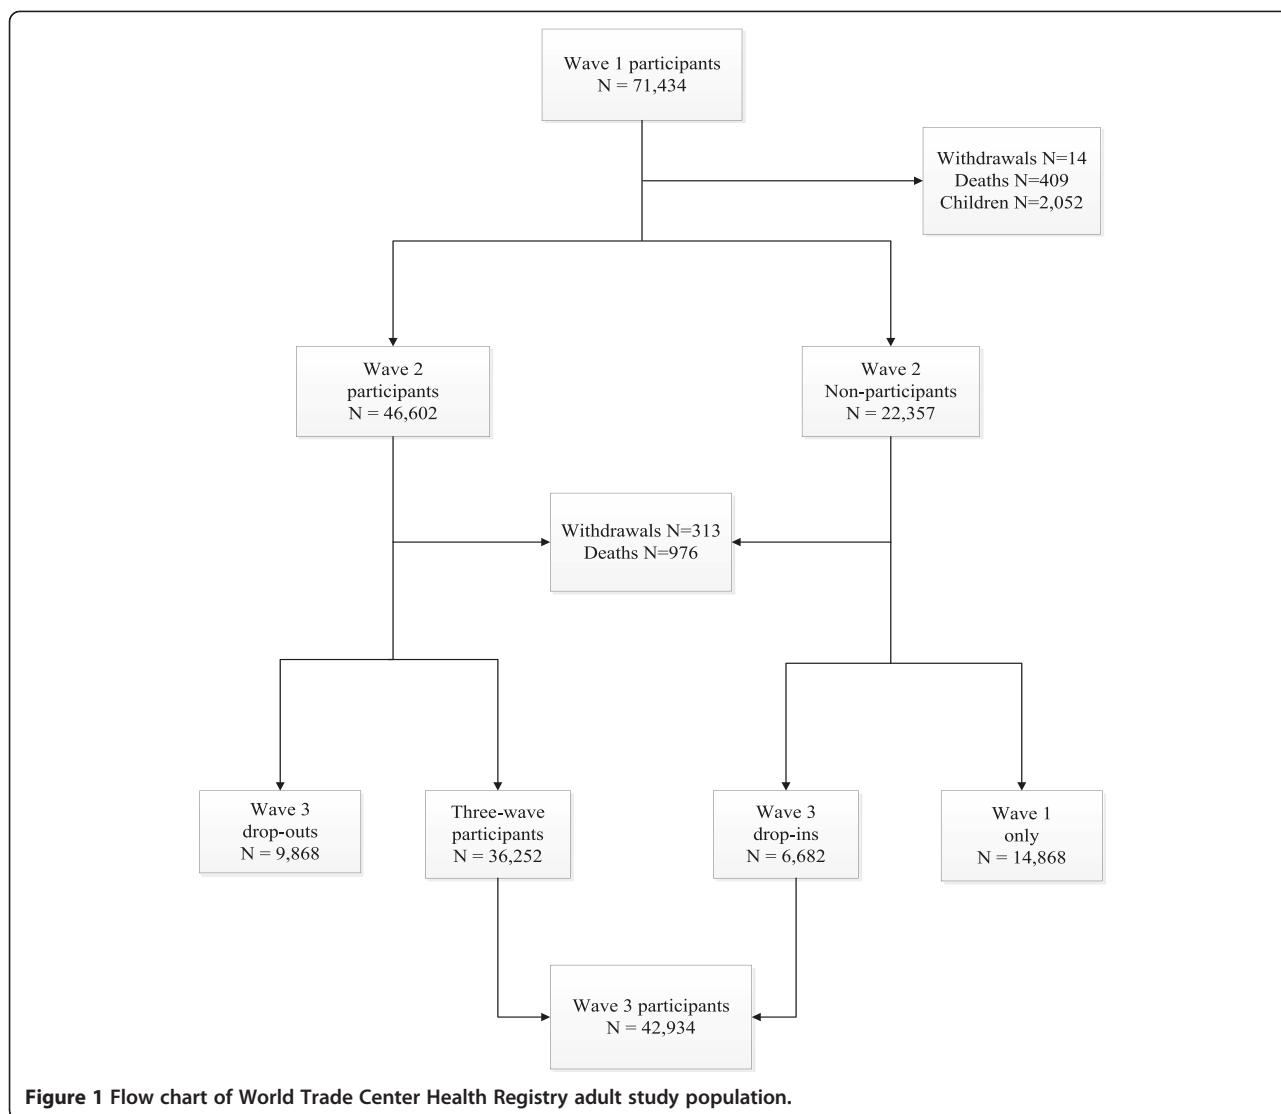 Wave 1 participants
N = 71,434
Withdrawals N=14
Deaths N=409
Children N=2,052
Wave 2
participants
N = 46,602
Wave 2
Non-participants
N = 22,357
Withdrawals N=313
Deaths N=976
Wave 3
drop-outs
N = 9,868
Three-wave
participants
N = 36,252
Wave 3
drop-ins
N = 6,682
Wave 1
only
N = 14,868
Wave 3 participants
N = 42,934
Figure 1 Flow chart of World Trade Center Health Registry adult study population.